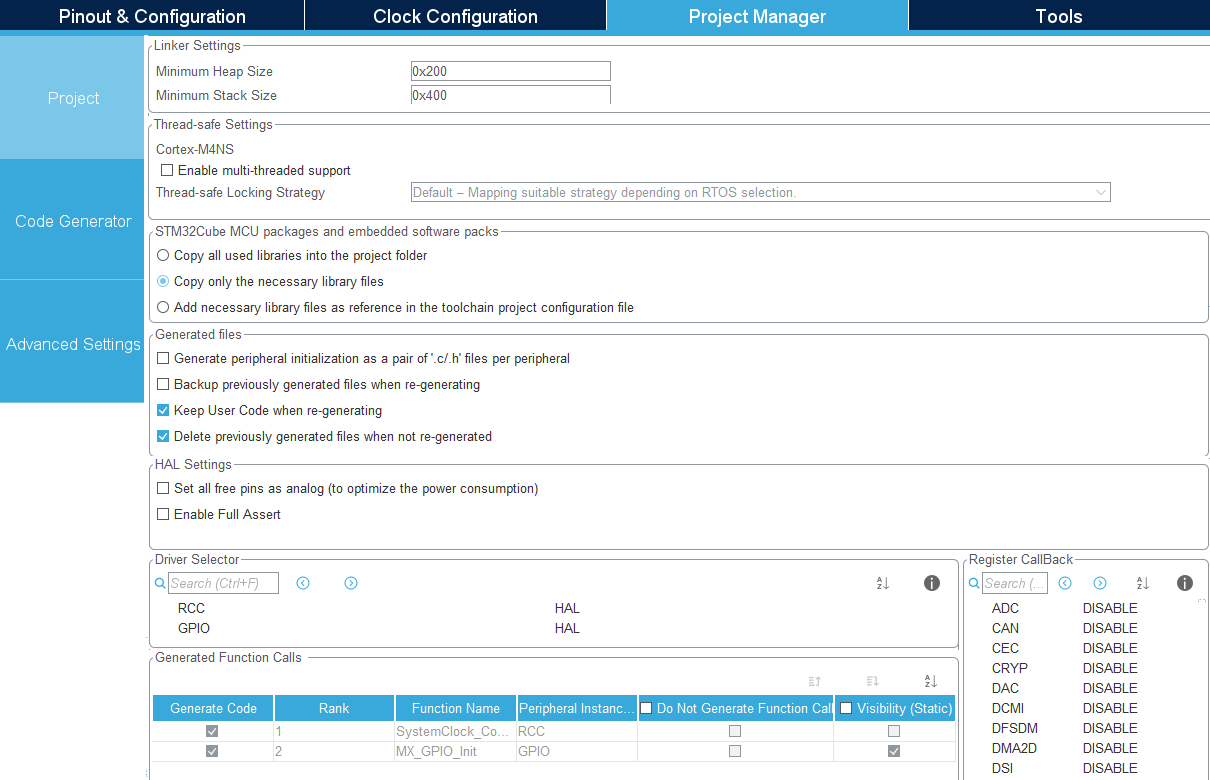 Pinout & Configuration
Clock Configuration
Project Manager
Tools
Project
Code Generator
Advanced Settings
Linker Settings
Minimum Heap Size 0x200
Minimum Stack Size 0x400
Thread-safe Settings
Cortex-M4NS
Enable multi-threaded support
Thread-safe Locking Strategy Default – Mapping suitable strategy depending on RTOS selection.
STM32Cube MCU packages and embedded software packs
Copy all used libraries into the project folder
Copy only the necessary library files
Add necessary library files as reference in the toolchain project configuration file
Generated files
Generate peripheral initialization as a pair of '.c/.h' files per peripheral
Backup previously generated files when re-generating
Keep User Code when re-generating
Delete previously generated files when not re-generated
HAL Settings
Set all free pins as analog (to optimize the power consumption)
Enable Full Assert
Driver Selector
Search (Ctrl+F)
RCC HAL
GPIO HAL
Generated Function Calls
Generate Code Rank Function Name Peripheral Instanc... Do Not Generate Function Call Visibility (Static)
1 SystemClock_Co... RCC
2 MX_GPIO_Init GPIO
Register CallBack
Search (...
ADC DISABLE
CAN DISABLE
CEC DISABLE
CRYP DISABLE
DAC DISABLE
DCMI DISABLE
DFSDM DISABLE
DMA2D DISABLE
DSI DISABLE